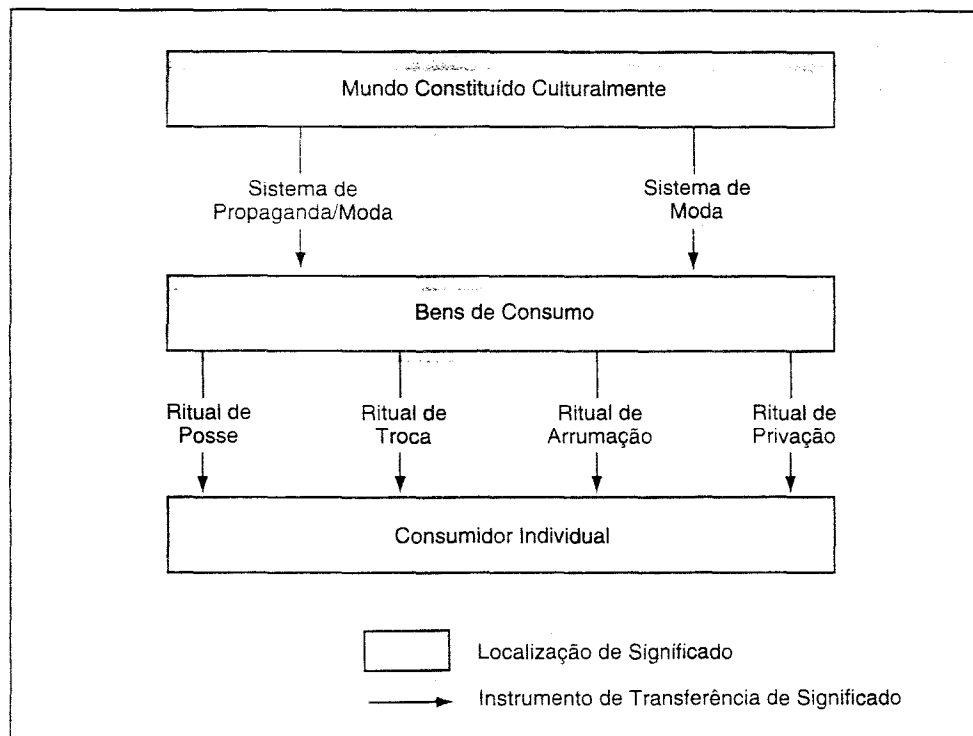 Mundo Constituído Culturalmente
Sistema de
Propaganda/Moda
Sistema de
Moda
Bens de Consumo
Ritual de
Posse
Ritual de
Troca
Ritual de
Arrumação
Ritual de
Privação
Consumidor Individual
Localização de Significado
Instrumento de Transferência de Significado